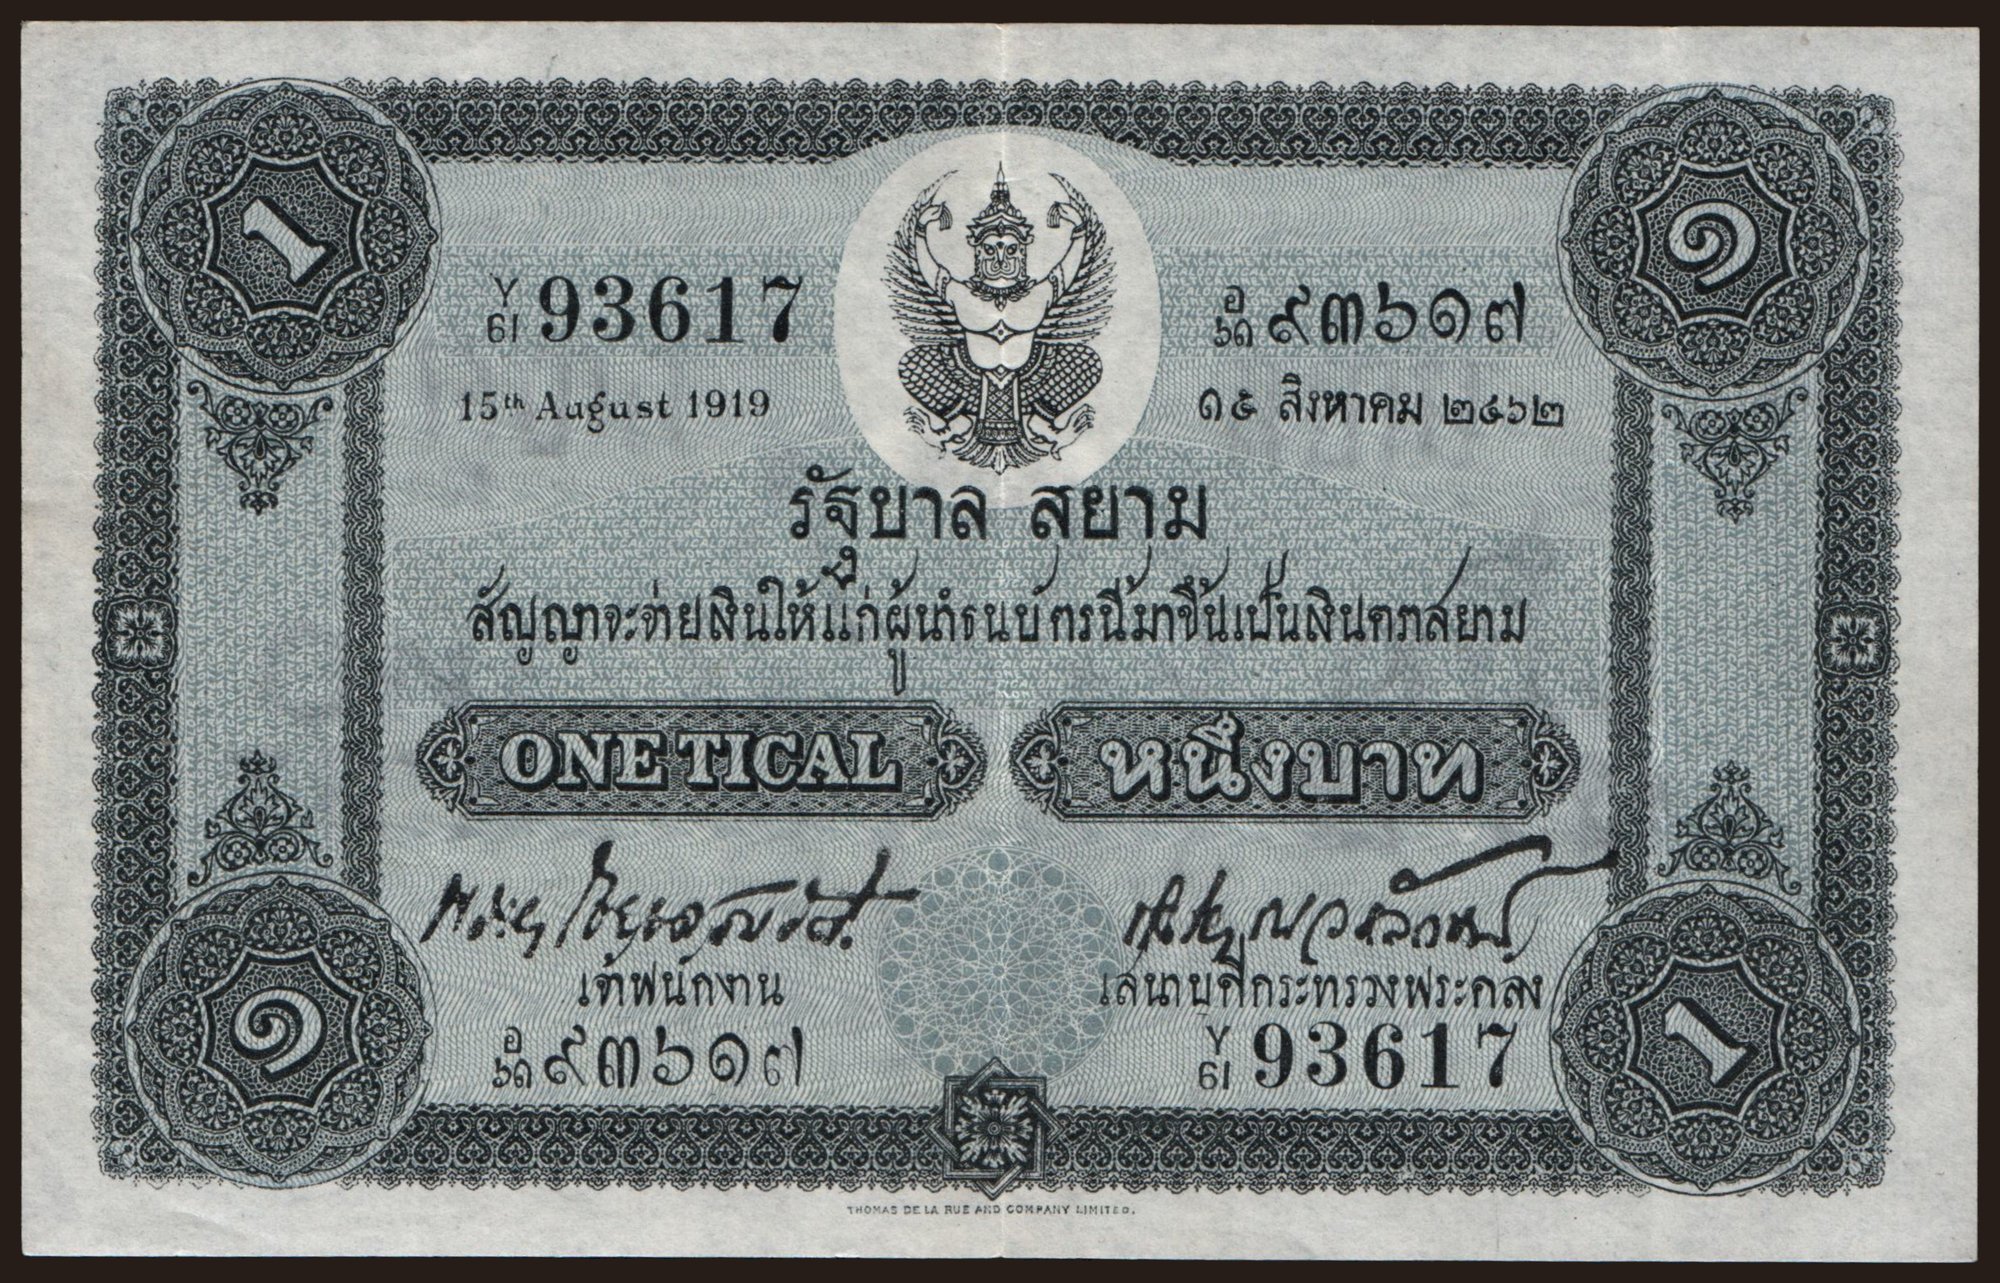 1
๑
Y/61 93617
อ/๖๑ ๙๓๖๑๗
15th August 1919
๑๕ สิงหาคม ๒๔๖๒
รัฐบาล สยาม
สัญญาจะจ่ายเงินให้แก่ผู้นำธนบัตรนี้มาขึ้นเป็นเงินตราสยาม
ONE TICAL
หนึ่งบาท
เจ้าพนักงาน
เสนาบดีกระทรวงพระคลัง
อ/๖๑ ๙๓๖๑๗
Y/61 93617
๑
1
THOMAS DE LA RUE AND COMPANY LIMITED.